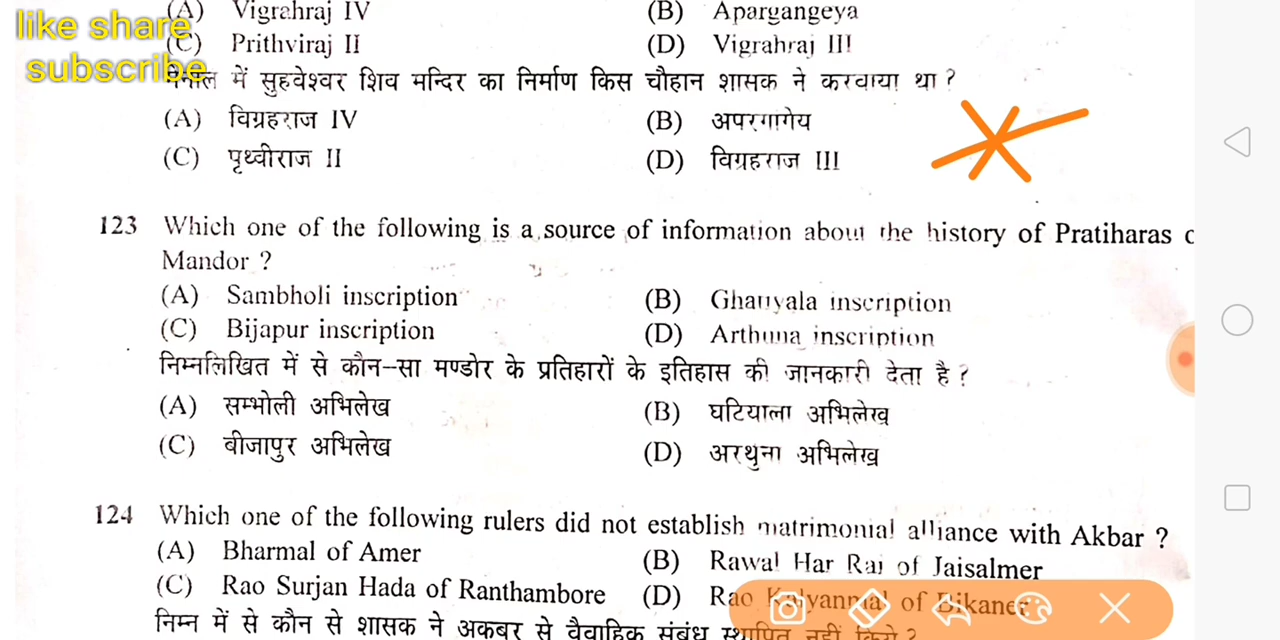 like share
subscribe
(A) Vigrahraj IV (B) Apargangeya
(C) Prithviraj II (D) Vigrahraj III
में सुहवेश्वर शिव मन्दिर का निर्माण किस चौहान शासक ने करवाया था ?
(A) विग्रहराज IV (B) अपरगागेय
(C) पृथ्वीराज II (D) विग्रहराज III
123 Which one of the following is a source of information about the history of Pratiharas
Mandor ?
(A) Sambholi inscription (B) Ghatiyala inscription
(C) Bijapur inscription (D) Arthuna inscription
निम्नलिखित में से कौन-सा मण्डोर के प्रतिहारों के इतिहास की जानकारी देता है ?
(A) सम्भोली अभिलेख (B) घटियाला अभिलेख
(C) बीजापुर अभिलेख (D) अरथुना अभिलेख
124 Which one of the following rulers did not establish matrimonial alliance with Akbar ?
(A) Bharmal of Amer (B) Rawal Har Rai of Jaisalmer
(C) Rao Surjan Hada of Ranthambore (D) Rao Kalyanmal of Bikaner
निम्न में से कौन से शासक ने अकबर से वैवाहिक संबंध स्थापित नहीं किये ?